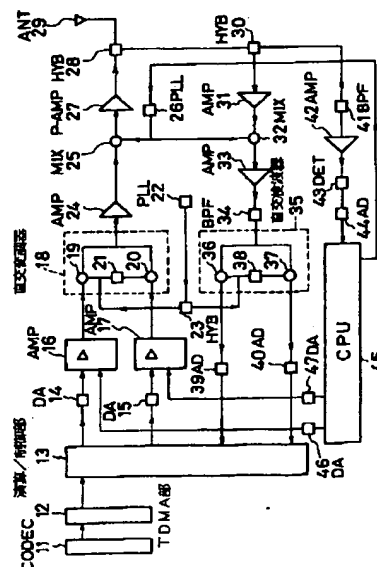 ANT
29
HYB
28
HYB
30
P-AMP
27
26PLL
AMP
31
42AMP
41BPF
MIX
25
32MIX
AMP
33
43DET
44AD
AMP
24
PLL
22
34
BPF
35
18
19
21
20
36
38
37
23
HYB
AMP
16
AMP
17
DA
14
DA
15
39AD
40AD
47DA
46
DA
CPU
45
13
12
TDMA部
CODEC
11